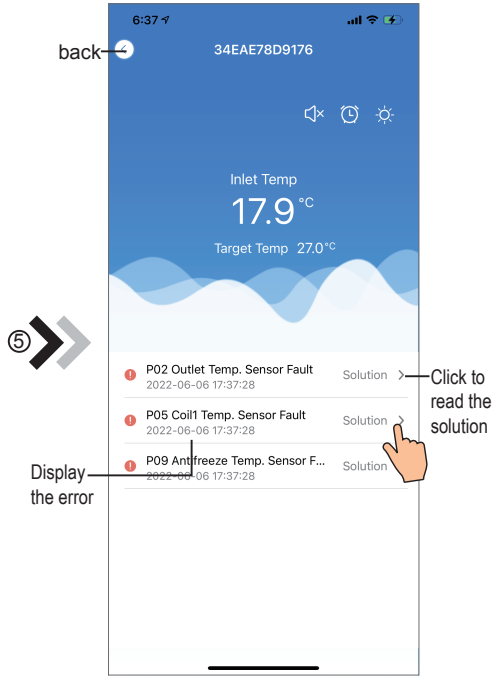 6:37
back
34EAE78D9176
Inlet Temp
17.9°C
Target Temp 27.0°C
⑤
P02 Outlet Temp. Sensor Fault
2022-06-06 17:37:28
Solution
Click to
read the
solution
P05 Coil1 Temp. Sensor Fault
2022-06-06 17:37:28
Solution
Display
the error
P09 Antifreeze Temp. Sensor F...
2022-06-06 17:37:28
Solution